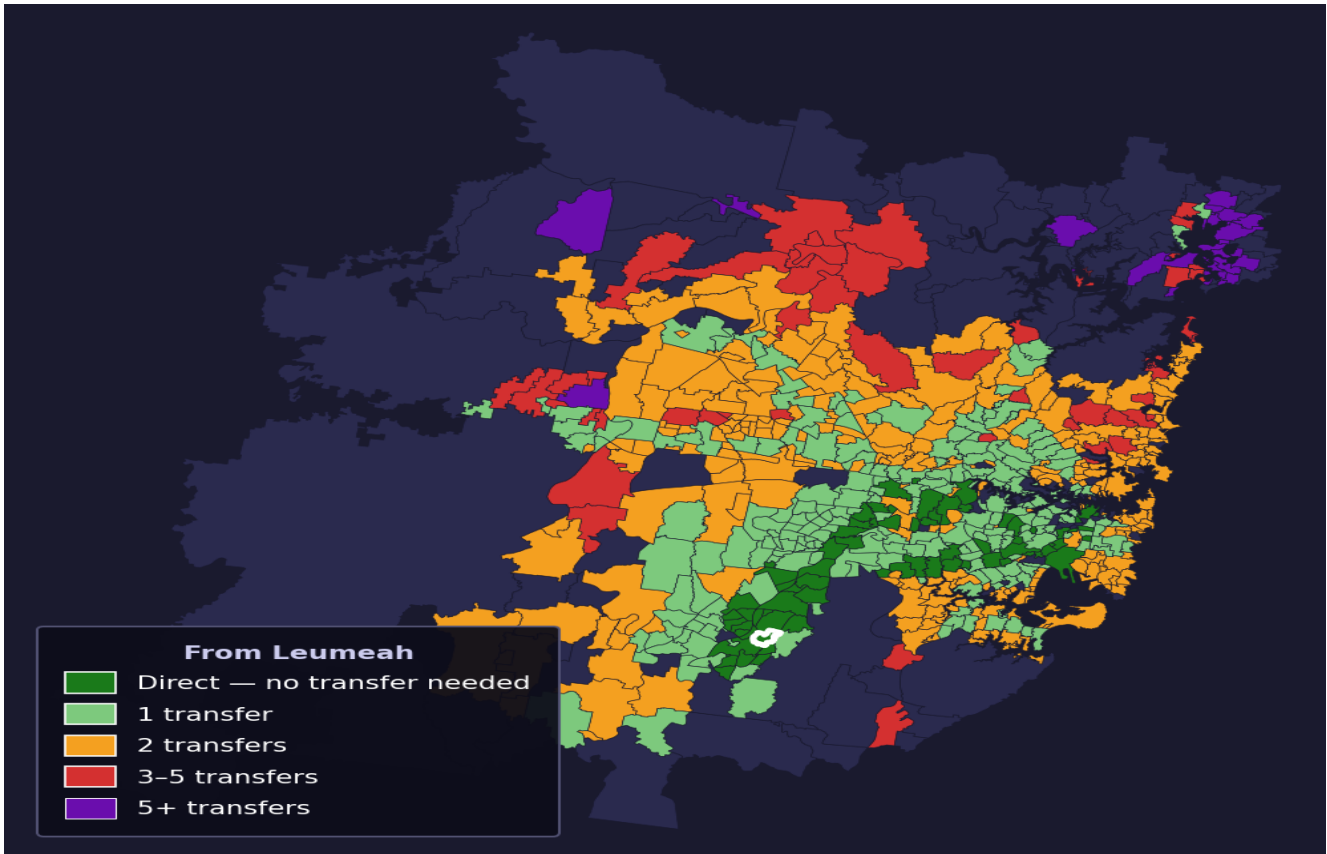 From Leumeah
Direct — no transfer needed
1 transfer
2 transfers
3–5 transfers
5+ transfers